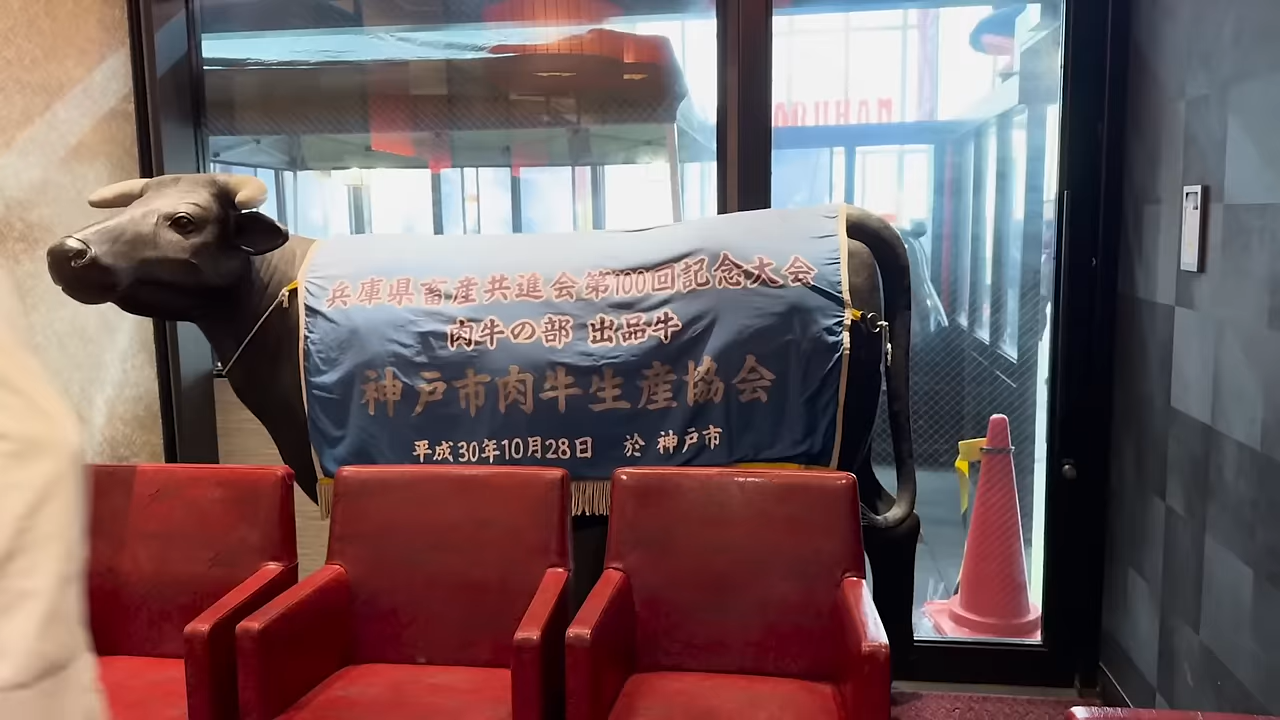 兵庫県畜産共進会第100回記念大会
肉牛の部 出品牛
神戸市肉牛生産協会
平成30年10月28日 於 神戸市